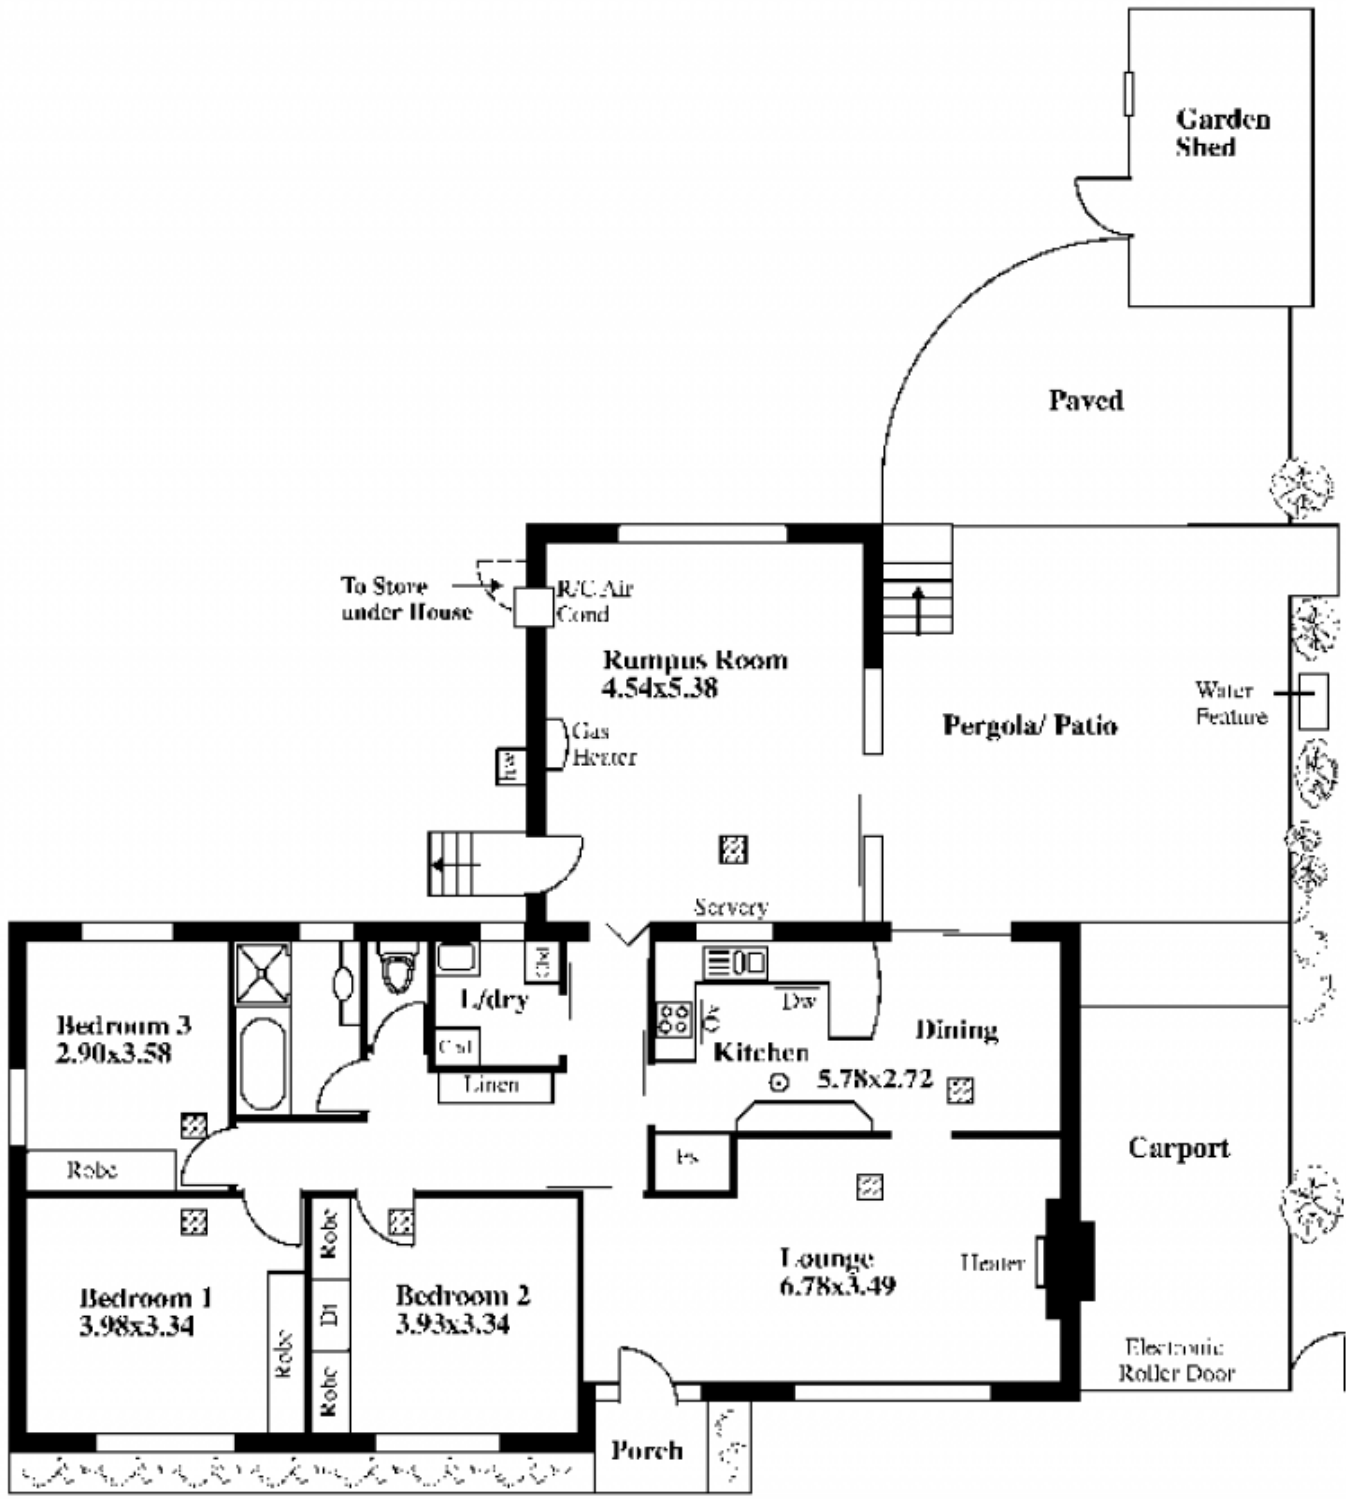 Garden
Shed
Paved
To Store
under House
R/C Air
Cond
Rumpus Room
4.54x5.38
Water
Feature
Pergola/ Patio
Gas
Heater
hw
Servery
Cbd
L/dry
Bedroom 3
2.90x3.58
Ov
Dw
Dining
Kitchen
5.78x2.72
Linen
Robe
Carport
Robe
Lounge
6.78x3.49
Heater
Bedroom 1
3.98x3.34
Robe
Dt
Robe
Bedroom 2
3.93x3.34
Electronic
Roller Door
Porch